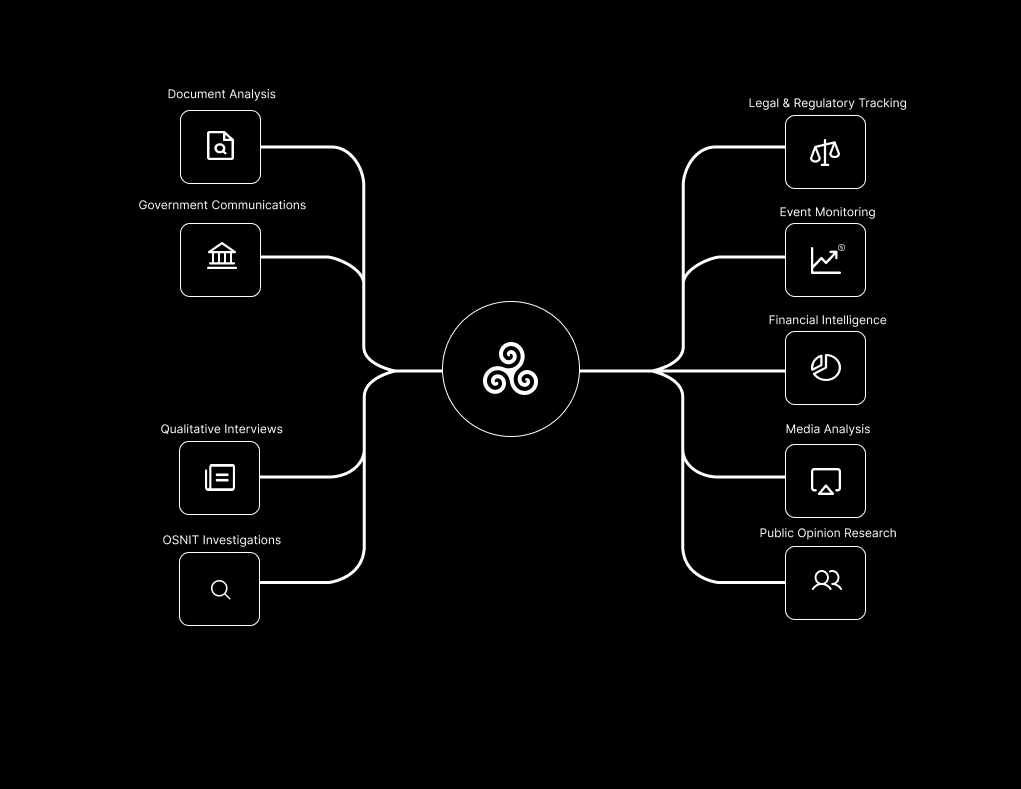 Document Analysis
Government Communications
Qualitative Interviews
OSNIT Investigations
Legal & Regulatory Tracking
Event Monitoring
Financial Intelligence
Media Analysis
Public Opinion Research